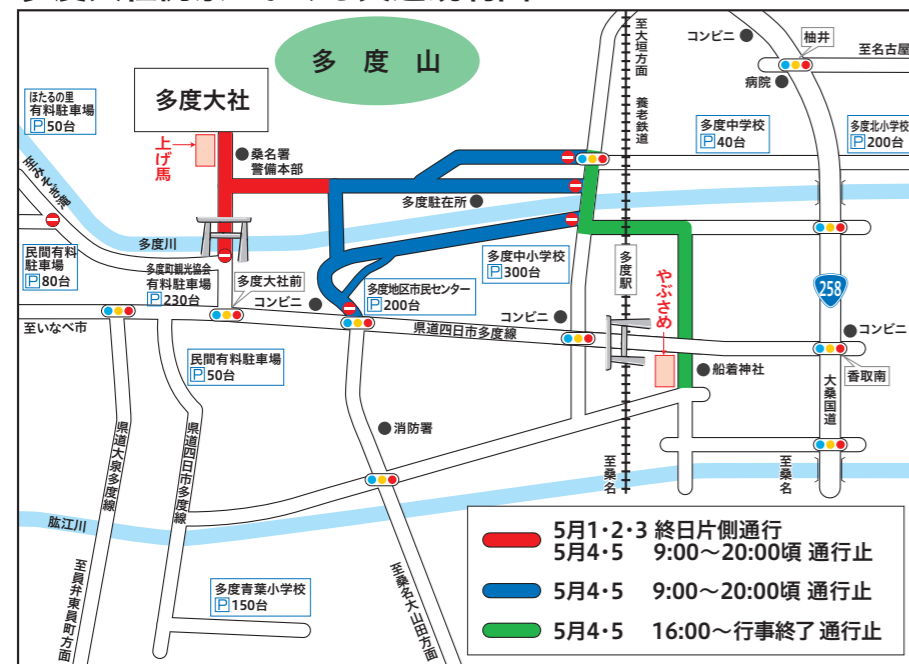 多度山
至大垣方面
養老鉄道
コンビニ
柚井
至名古屋
病院
多度大社
ほたるの里
有料駐車場
P50台
上げ馬
桑名署
警備本部
多度中学校
P40台
多度北小学校
P200台
至みそぎ滝
多度駐在所
多度川
民間有料
駐車場
P80台
多度町観光協会
有料駐車場
P230台
多度大社前
コンビニ
多度地区市民センター
P200台
多度中小学校
P300台
多度駅
やぶさめ
258
至いなべ市
県道四日市多度線
コンビニ
コンビニ
民間有料駐車場
P50台
船着神社
香取南
大桑国道
消防署
県道大泉多度線
県道四日市多度線
至桑名
至桑名
肱江川
至員弁東員町方面
多度青葉小学校
P150台
至桑名大山田方面
5月1・2・3 終日片側通行
5月4・5 9:00～20:00頃 通行止
5月4・5 9:00～20:00頃 通行止
5月4・5 16:00～行事終了 通行止